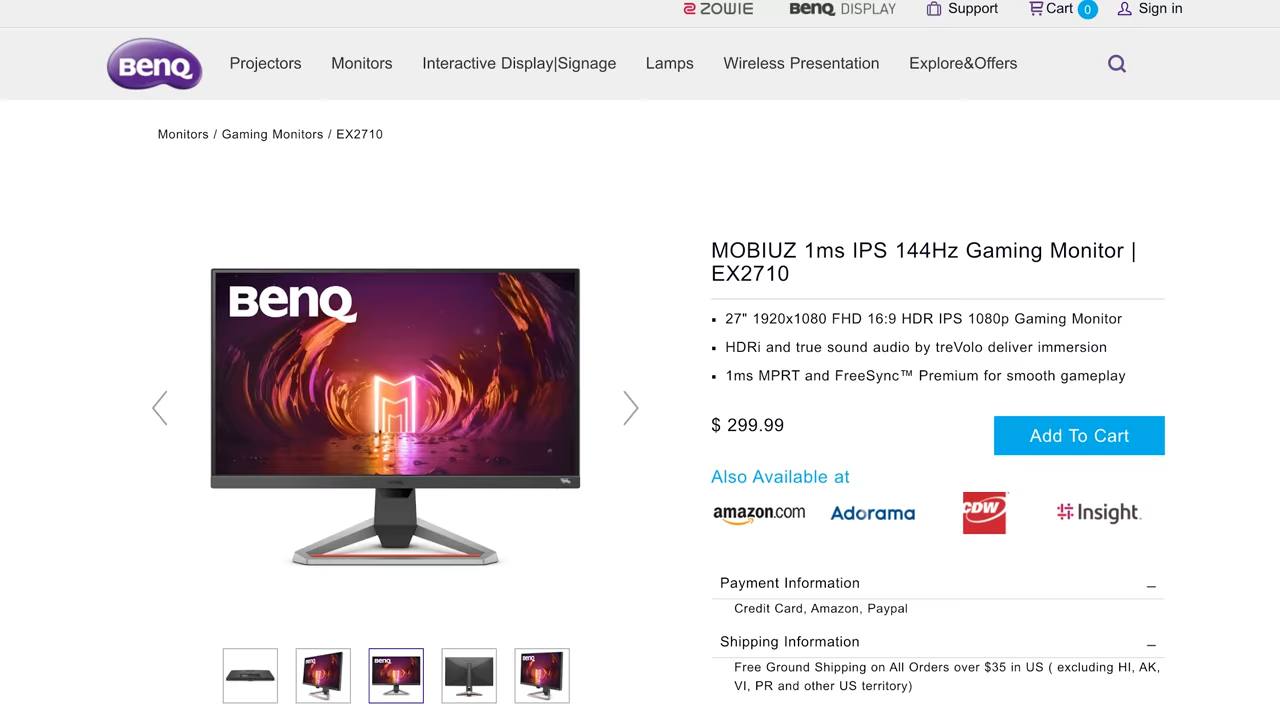 ZOWIE
BenQ DISPLAY
Support
Cart 0
Sign in
BenQ
Projectors
Monitors
Interactive Display|Signage
Lamps
Wireless Presentation
Explore&Offers
Monitors / Gaming Monitors / EX2710
BenQ
MOBIUZ 1ms IPS 144Hz Gaming Monitor |
EX2710
▪ 27" 1920x1080 FHD 16:9 HDR IPS 1080p Gaming Monitor
▪ HDRi and true sound audio by treVolo deliver immersion
▪ 1ms MPRT and FreeSync™ Premium for smooth gameplay
$ 299.99
Add To Cart
Also Available at
amazon.com
Adorama
CDW
Insight.
Payment Information
Credit Card, Amazon, Paypal
Shipping Information
Free Ground Shipping on All Orders over $35 in US ( excluding HI, AK,
VI, PR and other US territory)
BenQ
BenQ
BenQ